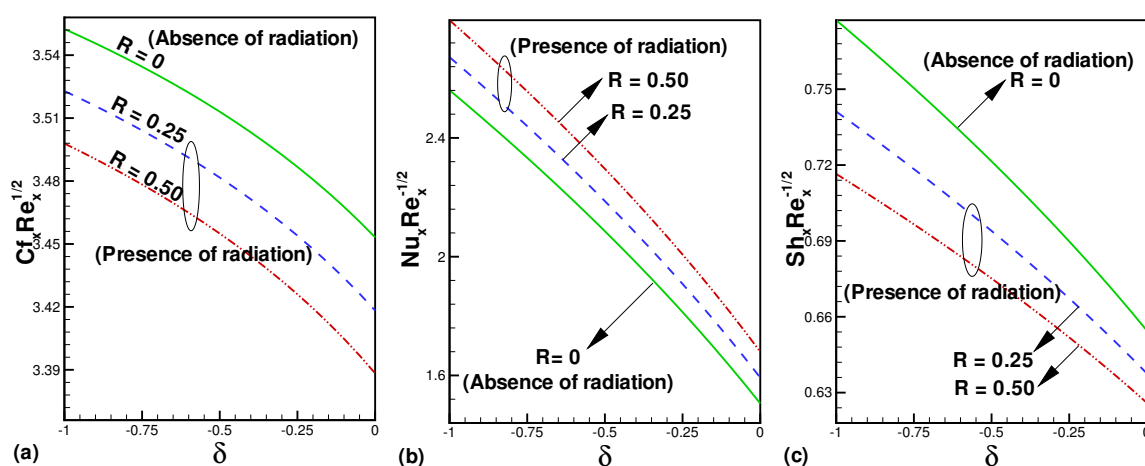 (Absence of radiation)
R = 0
R = 0.25
R = 0.50
(Presence of radiation)
3.54
3.51
3.48
3.45
3.42
3.39
Cf_x Re_x^{1/2}
-1 -0.75 -0.5 -0.25 0
(a) δ
(Presence of radiation)
R = 0.50
R = 0.25
R= 0
(Absence of radiation)
2.4
2
1.6
Nu_x Re_x^{-1/2}
-1 -0.75 -0.5 -0.25 0
(b) δ
(Absence of radiation)
R = 0
(Presence of radiation)
R = 0.25
R = 0.50
0.75
0.72
0.69
0.66
0.63
Sh_x Re_x^{-1/2}
-1 -0.75 -0.5 -0.25 0
(c) δ